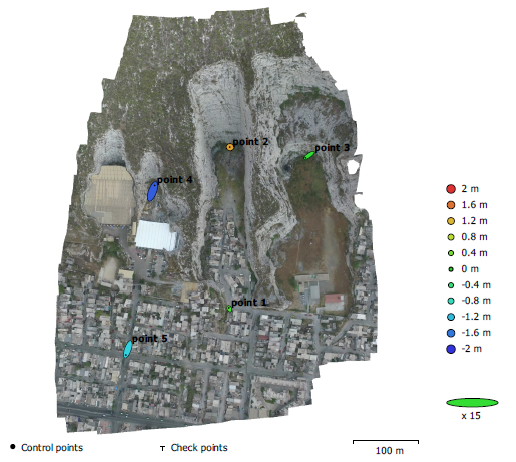 point 2
point 3
point 4
point 1
point 5
2 m
1.6 m
1.2 m
0.8 m
0.4 m
0 m
-0.4 m
-0.8 m
-1.2 m
-1.6 m
-2 m
x 15
Control points
Check points
100 m